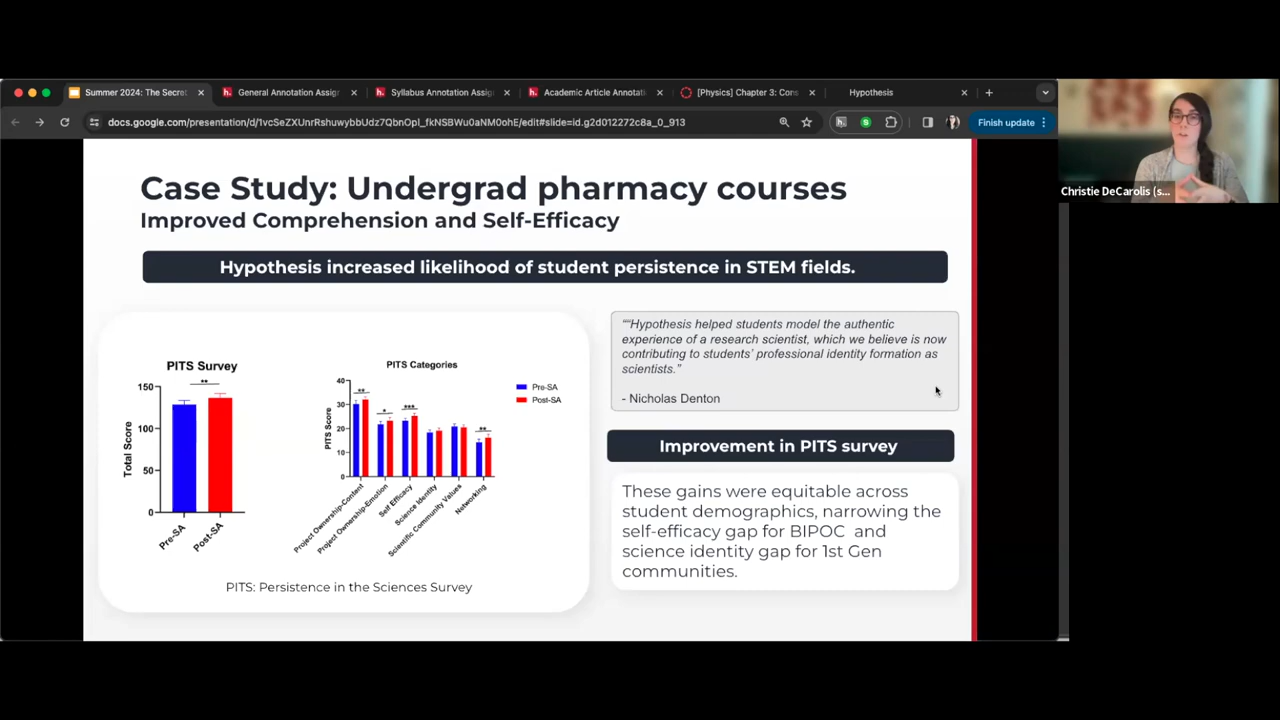 Summer 2024: The Secret
General Annotation Assig
Syllabus Annotation Assig
Academic Article Annotati
[Physics] Chapter 3: Cons
Hypothesis
docs.google.com/presentation/d/1vcSeZXUnrRshuwybbUdz7QbnOpI_fkNSBWu0aNM0ohE/edit#slide=id.g2d012272c8a_0_913
Finish update
Christie DeCarolis (s...
Case Study: Undergrad pharmacy courses
Improved Comprehension and Self-Efficacy
Hypothesis increased likelihood of student persistence in STEM fields.
PITS Survey
Total Score
150
100
50
0
**
Pre-SA
Post-SA
PITS Categories
PITS Score
40
30
20
10
0
**
*
***
**
Project Ownership-Content
Project Ownership-Emotion
Self Efficacy
Science Identity
Scientific Community Values
Networking
Pre-SA
Post-SA
PITS: Persistence in the Sciences Survey
““Hypothesis helped students model the authentic
experience of a research scientist, which we believe is now
contributing to students’ professional identity formation as
scientists.”
- Nicholas Denton
Improvement in PITS survey
These gains were equitable across
student demographics, narrowing the
self-efficacy gap for BIPOC and
science identity gap for 1st Gen
communities.